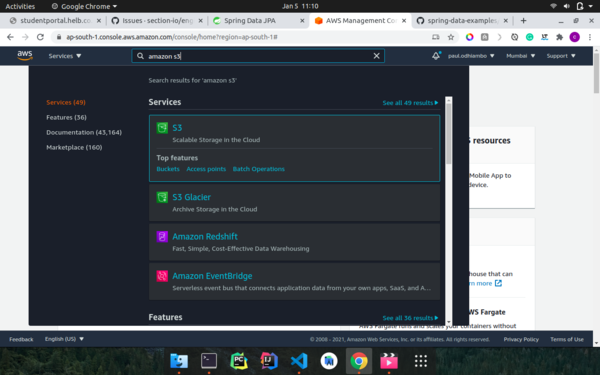 Activities
Google Chrome ▾
Jan 5 11:10
studentportal.helb.co
Issues · section-io/eng
Spring Data JPA
AWS Management Cons
spring-data-examples
ap-south-1.console.aws.amazon.com/console/home?region=ap-south-1#
aws
Services
amazon s3
paul.odhiambo
Mumbai
Support
Search results for 'amazon s3'
Services (49)
Features (36)
Documentation (43,164)
Marketplace (160)
Services
See all 49 results
S3
Scalable Storage in the Cloud
Top features
Buckets Access points Batch Operations
S3 Glacier
Archive Storage in the Cloud
Amazon Redshift
Fast, Simple, Cost-Effective Data Warehousing
Amazon EventBridge
Serverless event bus that connects application data from your own apps, SaaS, and A...
Features
See all 36 results
S resources
Mobile App to
device.
house that can
rn more
WS Fargate
AWS Fargate runs and scales your containers without
Feedback
English (US)
© 2008 - 2021, Amazon Web Services, Inc. or its affiliates. All rights reserved.
Privacy Policy
Terms of Use